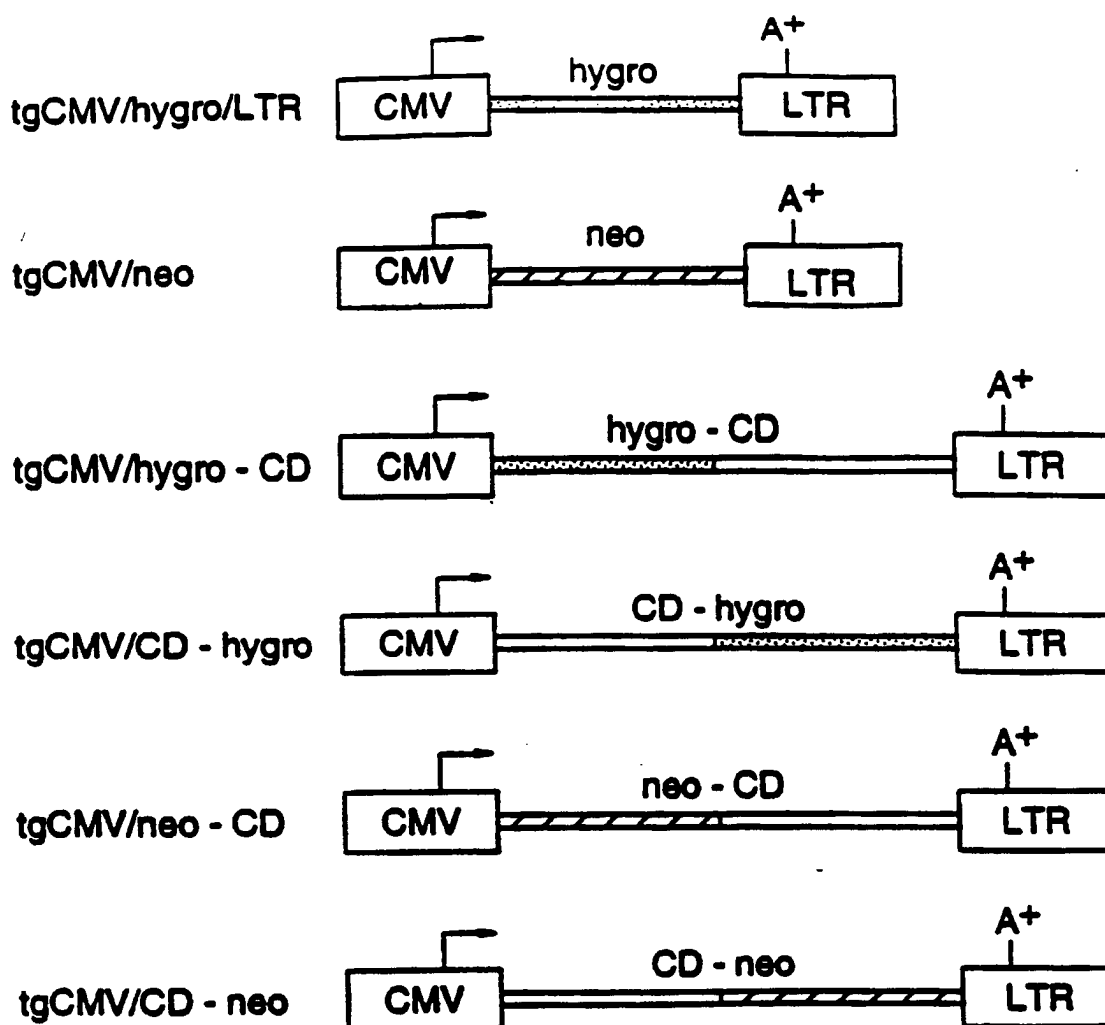 A+
hygro
tgCMV/hygro/LTR CMV LTR
A+
neo
tgCMV/neo CMV LTR
A+
hygro - CD
tgCMV/hygro - CD CMV LTR
A+
CD - hygro
tgCMV/CD - hygro CMV LTR
A+
neo - CD
tgCMV/neo - CD CMV LTR
A+
CD - neo
tgCMV/CD - neo CMV LTR